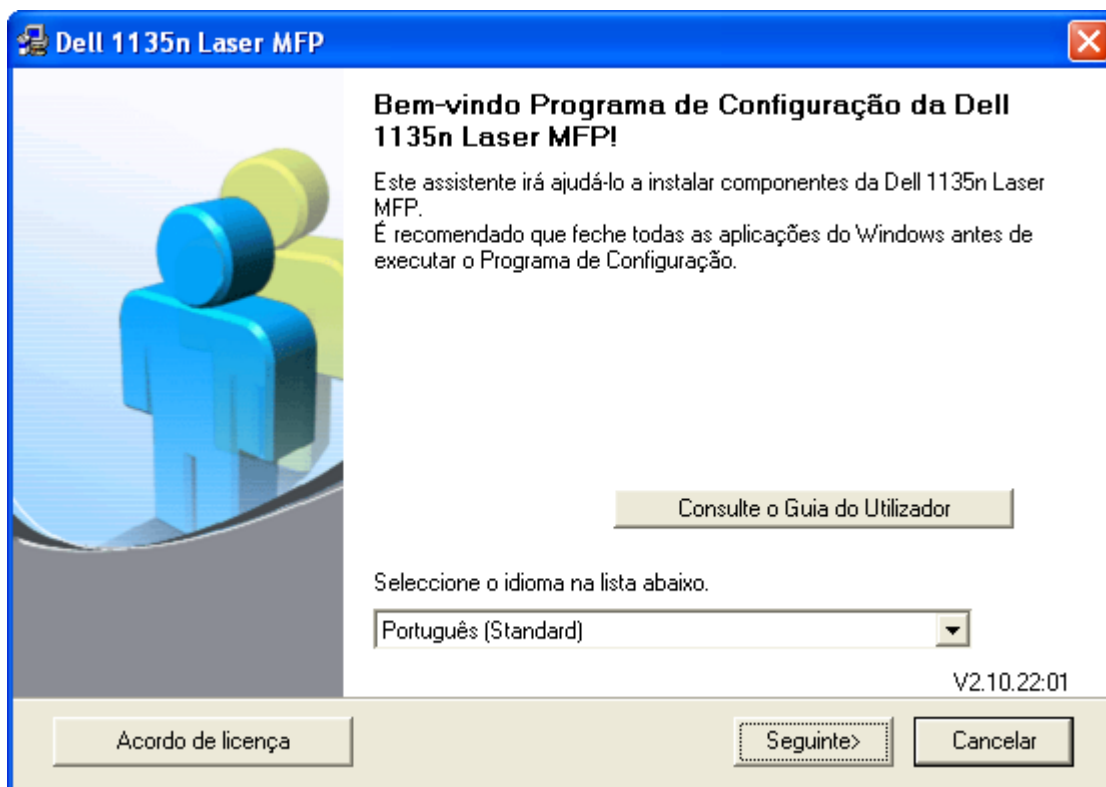 Dell 1135n Laser MFP
Bem-vindo Programa de Configuração da Dell
1135n Laser MFP!
Este assistente irá ajudá-lo a instalar componentes da Dell 1135n Laser
MFP.
É recomendado que feche todas as aplicações do Windows antes de
executar o Programa de Configuração.
Consulte o Guia do Utilizador
Seleccione o idioma na lista abaixo.
Português (Standard)
V2.10.22:01
Acordo de licença
Seguinte>
Cancelar